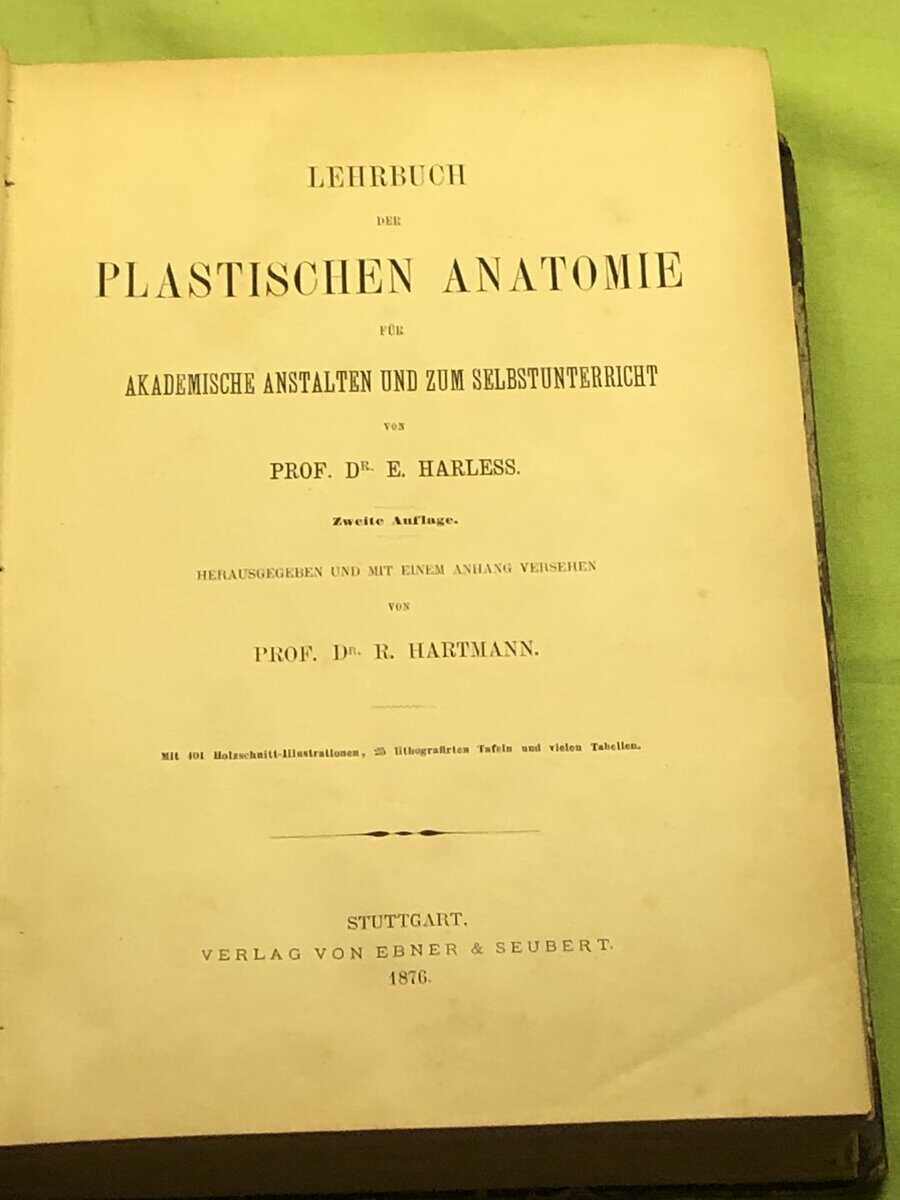 LEHRBUCH
DER
PLASTISCHEN ANATOMIE
FÜR
AKADEMISCHE ANSTALTEN UND ZUM SELBSTUNTERRICHT
VON
PROF. DR. E. HARLESS.
Zweite Auflage.
HERAUSGEGEBEN UND MIT EINEM ANHANG VERSEHEN
VON
PROF. DR. R. HARTMANN.
Mit 401 Holzschnitt-Illustrationen, 25 lithografirten Tafeln und vielen Tabellen.
STUTTGART.
VERLAG VON EBNER & SEUBERT.
1876.